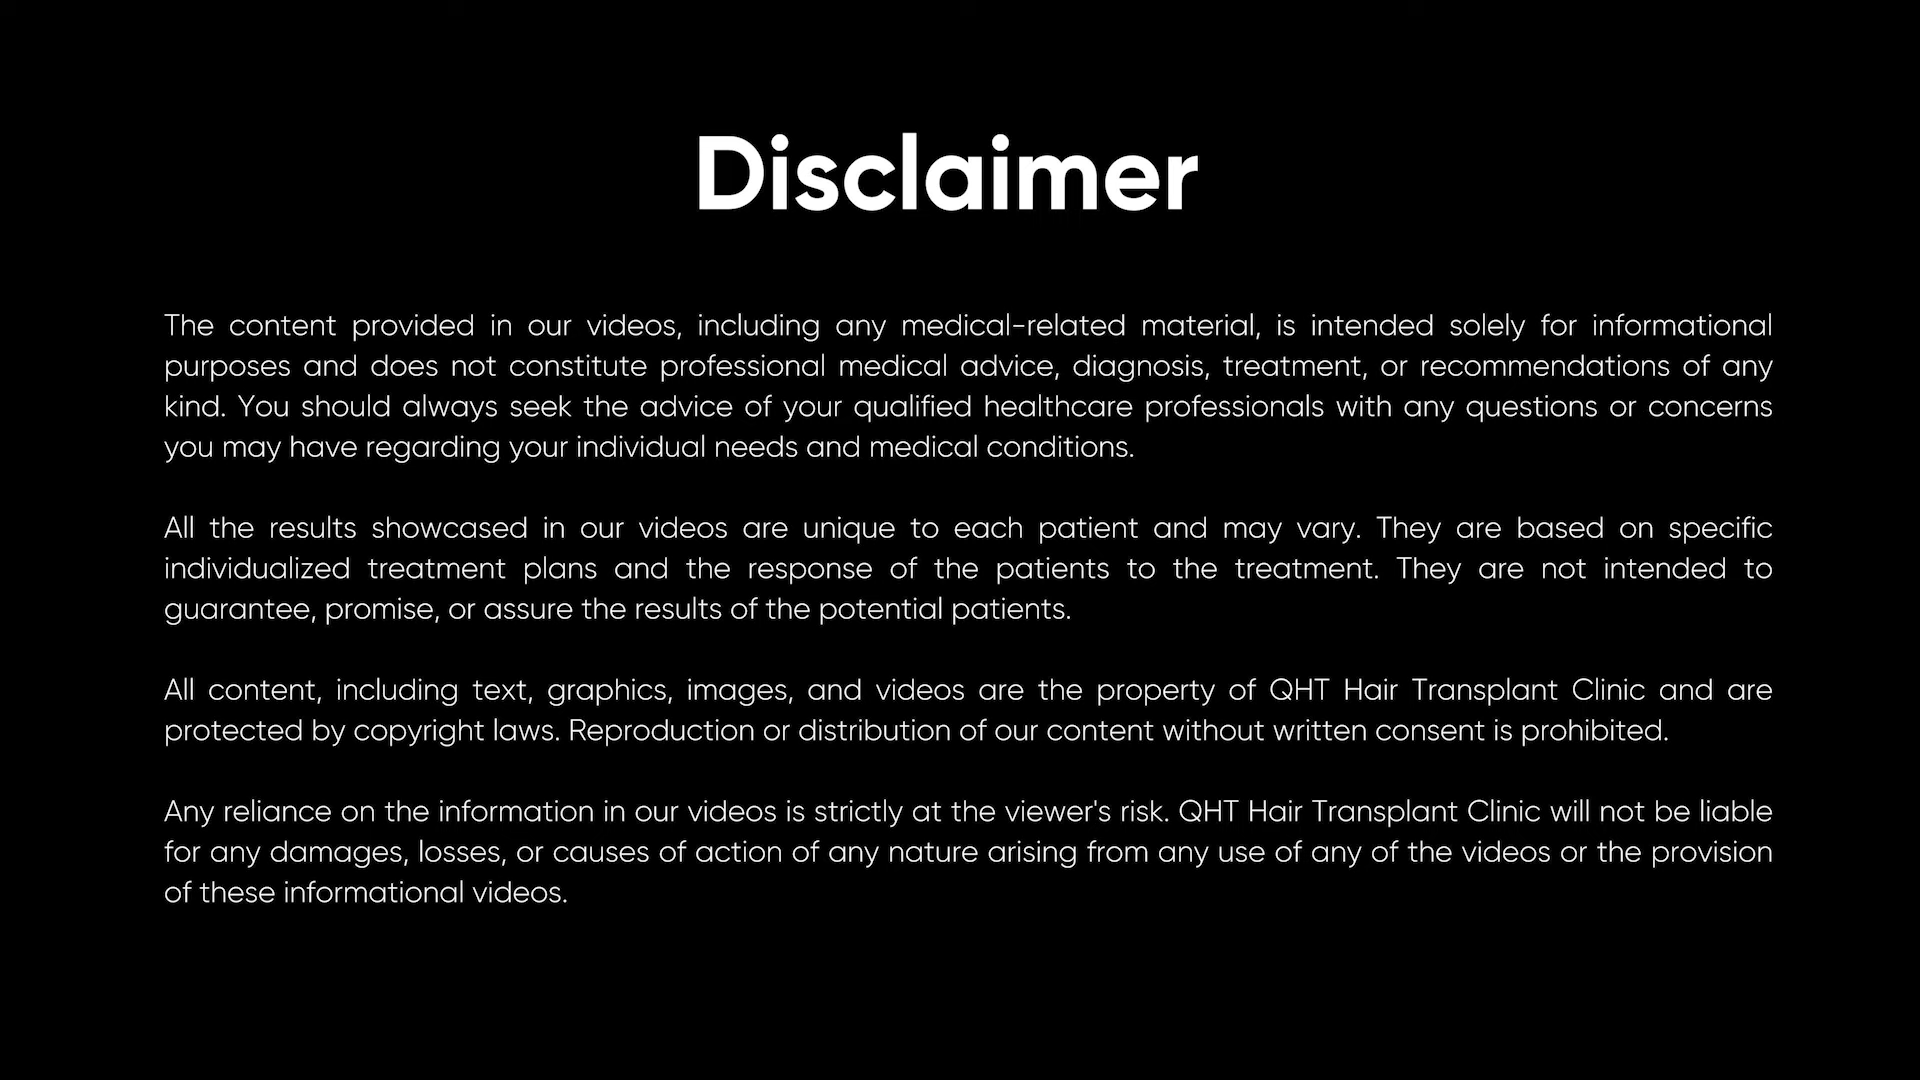 Disclaimer
The content provided in our videos, including any medical-related material, is intended solely for informational
purposes and does not constitute professional medical advice, diagnosis, treatment, or recommendations of any
kind. You should always seek the advice of your qualified healthcare professionals with any questions or concerns
you may have regarding your individual needs and medical conditions.
All the results showcased in our videos are unique to each patient and may vary. They are based on specific
individualized treatment plans and the response of the patients to the treatment. They are not intended to
guarantee, promise, or assure the results of the potential patients.
All content, including text, graphics, images, and videos are the property of QHT Hair Transplant Clinic and are
protected by copyright laws. Reproduction or distribution of our content without written consent is prohibited.
Any reliance on the information in our videos is strictly at the viewer's risk. QHT Hair Transplant Clinic will not be liable
for any damages, losses, or causes of action of any nature arising from any use of any of the videos or the provision
of these informational videos.